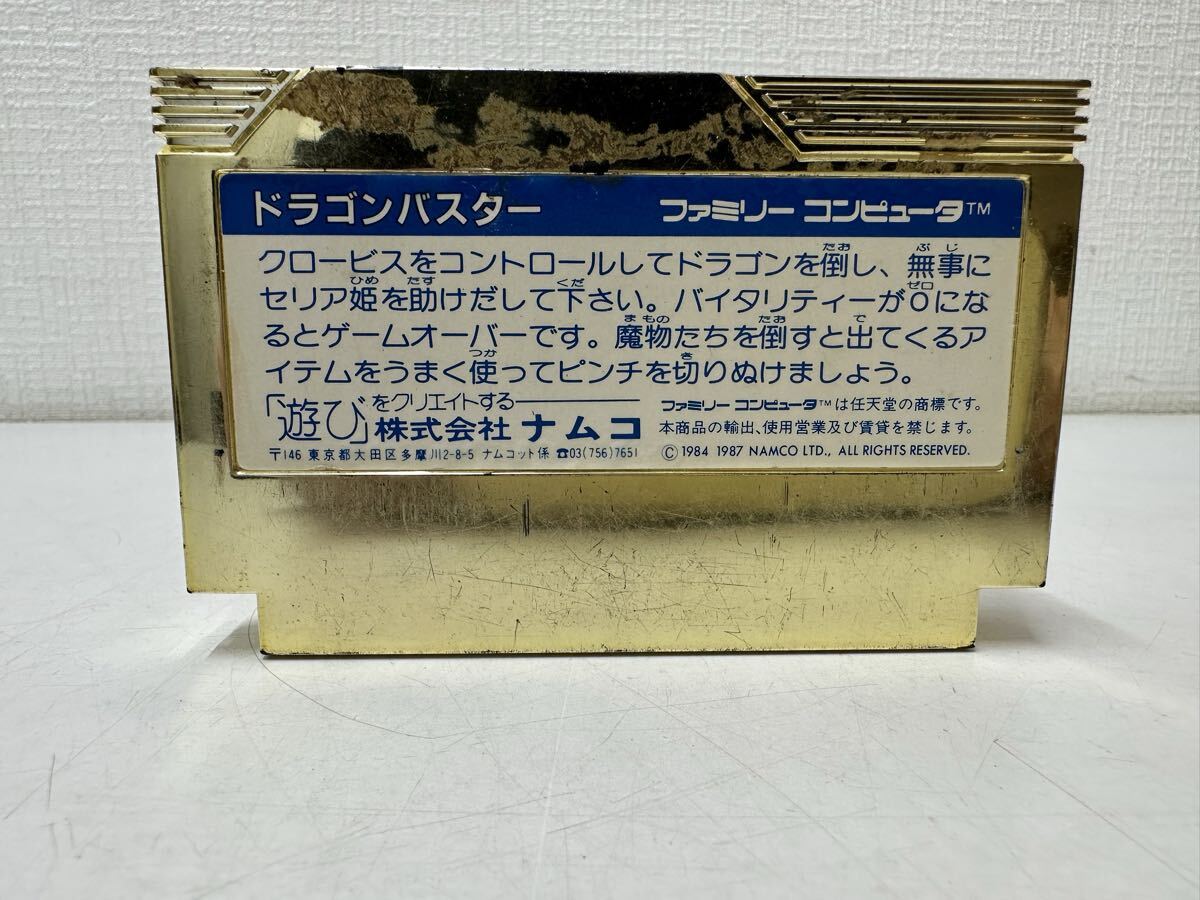 ドラゴンバスター ファミリー コンピュータ™
クロービスをコントロールしてドラゴンを倒し、無事に
セリア姫を助けだして下さい。バイタリティーが0にな
るとゲームオーバーです。魔物たちを倒すと出てくるア
イテムをうまく使ってピンチを切りぬけましょう。
「遊び」をクリエイトする
株式会社 ナムコ
〒146 東京都大田区多摩川2-8-5 ナムコット係 ☎03(756)7651
ファミリー コンピュータ™は任天堂の商標です。
本商品の輸出、使用営業及び賃貸を禁じます。
© 1984 1987 NAMCO LTD., ALL RIGHTS RESERVED.